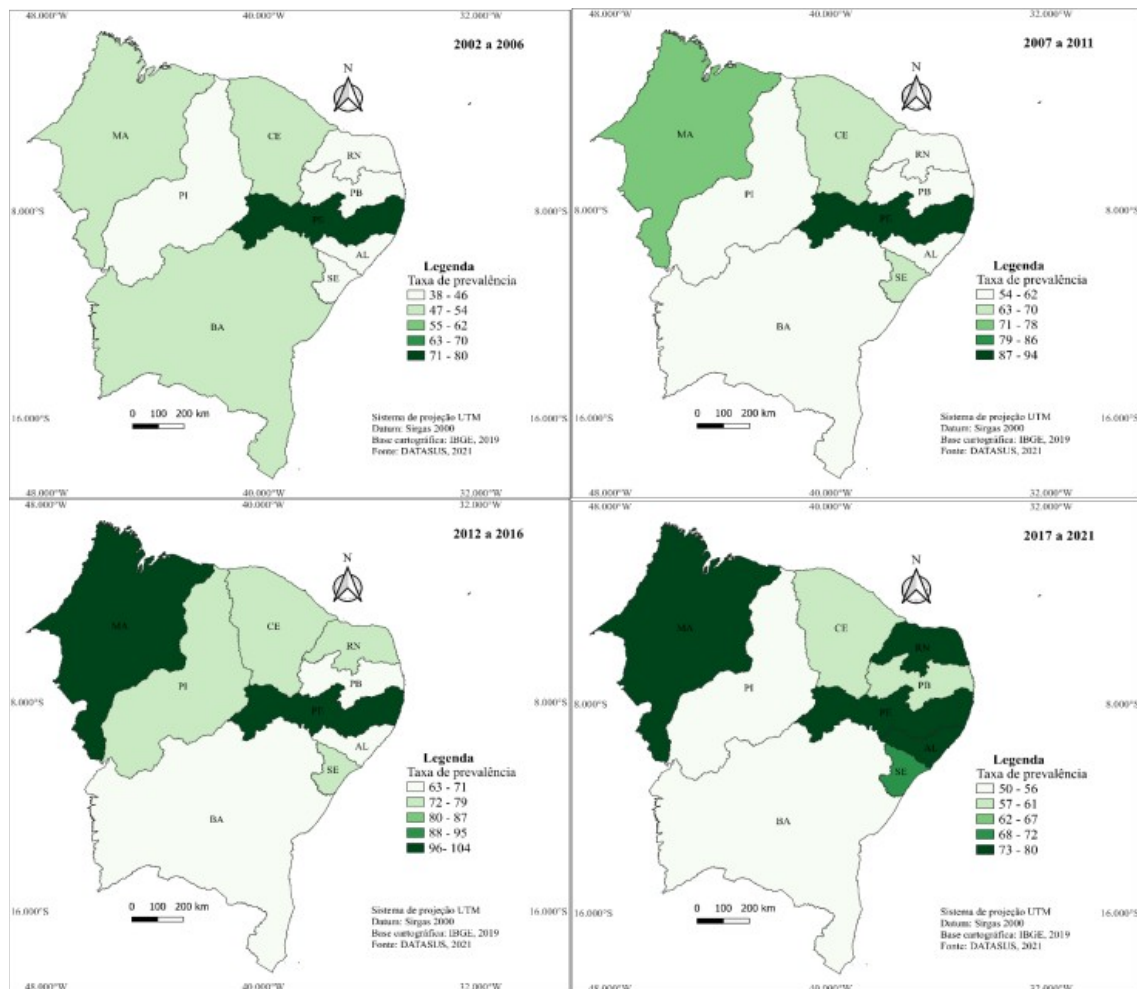 48.000°W 40.000°W 32.000°W
2002 a 2006
N
MA
CE
RN
PI
PB
8.000°S 8.000°S
PE
AL
SE
BA
Legenda
Taxa de prevalência
38 - 46
47 - 54
55 - 62
63 - 70
71 - 80
0 100 200 km
16.000°S 16.000°S
Sistema de projeção UTM
Datum: Sirgas 2000
Base cartográfica: IBGE, 2019
Fonte: DATASUS, 2021
48.000°W 40.000°W 32.000°W
2007 a 2011
N
MA
CE
RN
PI
PB
8.000°S
PE
AL
SE
BA
Legenda
Taxa de prevalência
54 - 62
63 - 70
71 - 78
79 - 86
87 - 94
0 100 200 km
16.000°S
Sistema de projeção UTM
Datum: Sirgas 2000
Base cartográfica: IBGE, 2019
Fonte: DATASUS, 2021
48.000°W 40.000°W 32.000°W
2012 a 2016
N
MA
CE
RN
PI
PB
8.000°S 8.000°S
PE
AL
SE
BA
Legenda
Taxa de prevalência
63 - 71
72 - 79
80 - 87
88 - 95
96- 104
0 100 200 km
16.000°S 16.000°S
Sistema de projeção UTM
Datum: Sirgas 2000
Base cartográfica: IBGE, 2019
Fonte: DATASUS, 2021
48.000°W 40.000°W 32.000°W
48.000°W 40.000°W 32.000°W
2017 a 2021
N
MA
CE
RN
PI
PB
8.000°S
PE
AL
SE
BA
Legenda
Taxa de prevalência
50 - 56
57 - 61
62 - 67
68 - 72
73 - 80
0 100 200 km
16.000°S
Sistema de projeção UTM
Datum: Sirgas 2000
Base cartográfica: IBGE, 2019
Fonte: DATASUS, 2021
48.000°W 40.000°W 32.000°W